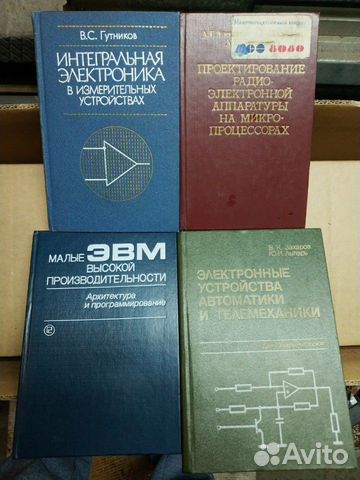 В.С. Гутников
ИНТЕГРАЛЬНАЯ
ЭЛЕКТРОНИКА
В ИЗМЕРИТЕЛЬНЫХ
УСТРОЙСТВАХ
8080
ПРОЕКТИРОВАНИЕ
РАДИО-
ЭЛЕКТРОННОЙ
АППАРАТУРЫ
НА МИКРО-
ПРОЦЕССОРАХ
МАЛЫЕ ЭВМ
ВЫСОКОЙ
ПРОИЗВОДИТЕЛЬНОСТИ
Архитектура
и программирование
В. К. Захаров
Ю. И. Лыпарь
ЭЛЕКТРОННЫЕ
УСТРОЙСТВА
АВТОМАТИКИ
И ТЕЛЕМЕХАНИКИ
Avito